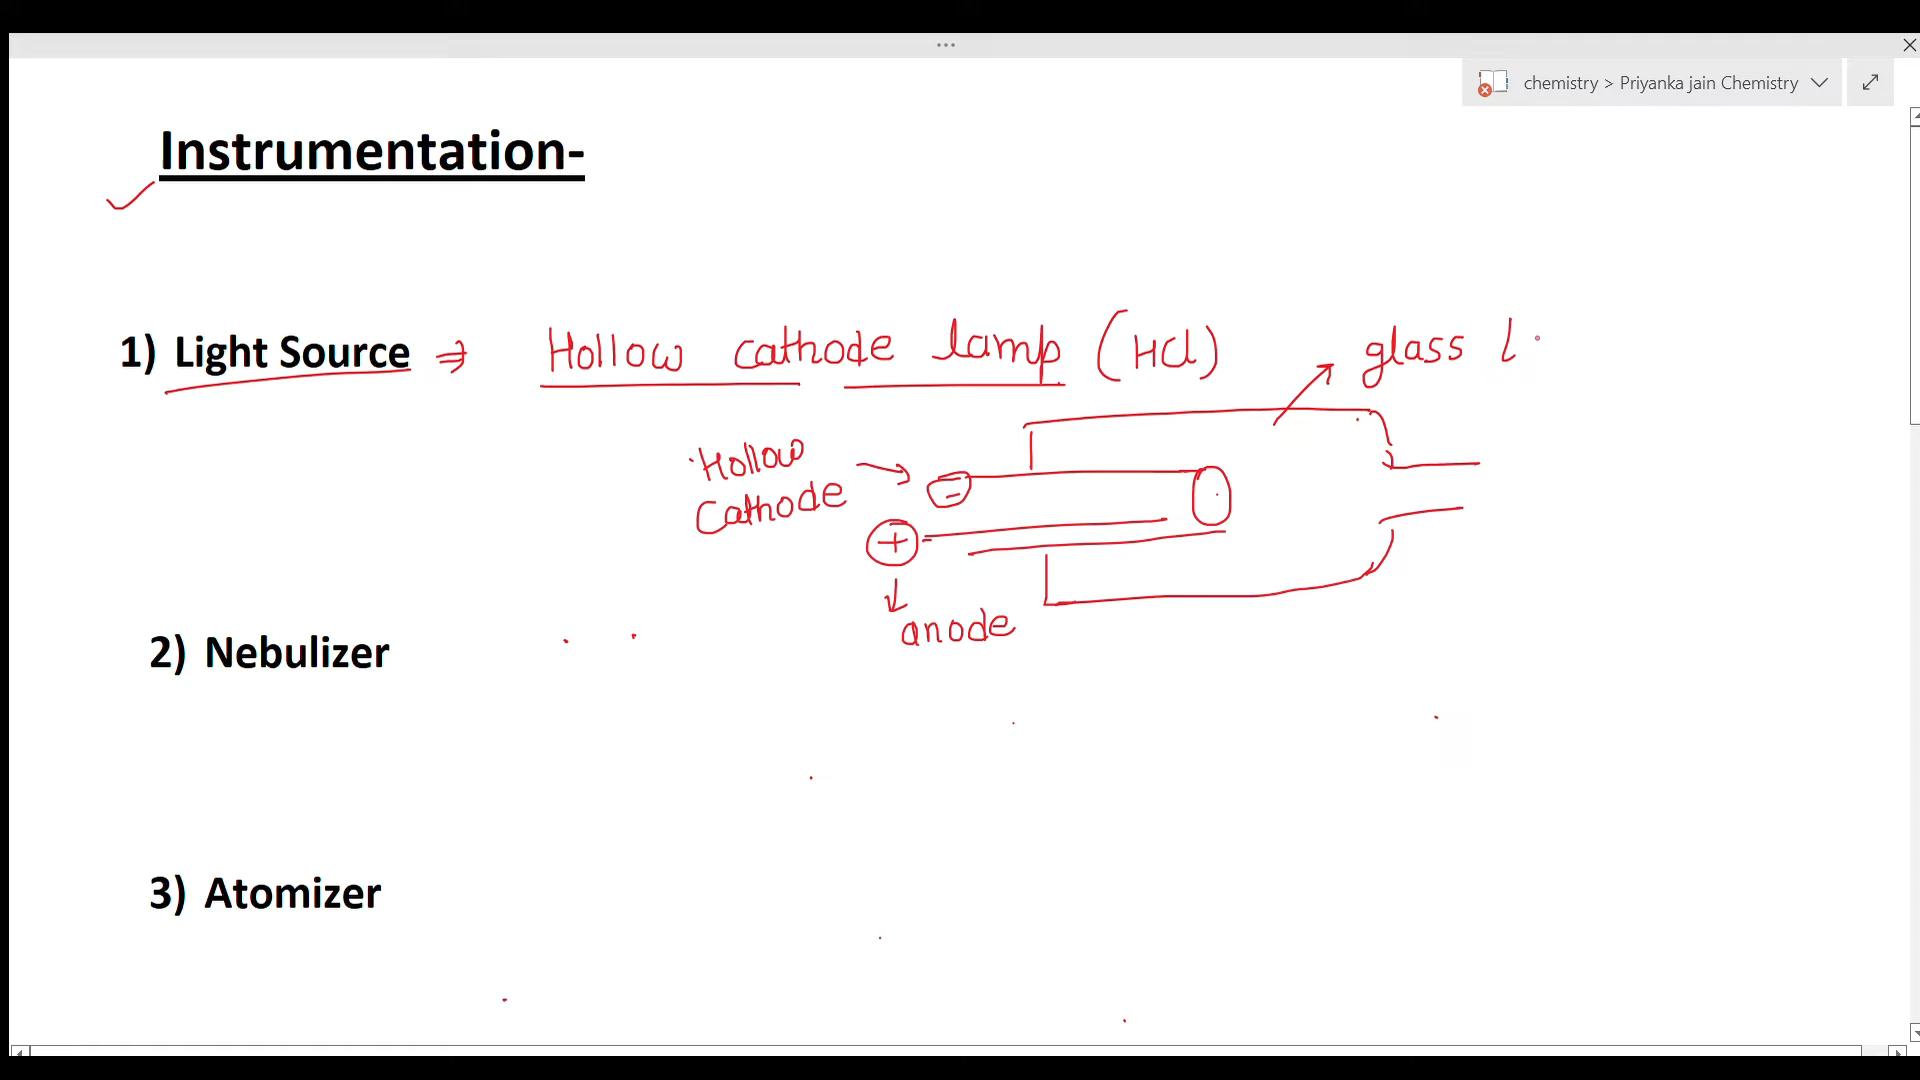 chemistry > Priyanka jain Chemistry
Instrumentation-
1) Light Source ⇒ Hollow cathode lamp (HCl)
glass l
Hollow
Cathode
-
+
anode
2) Nebulizer
3) Atomizer